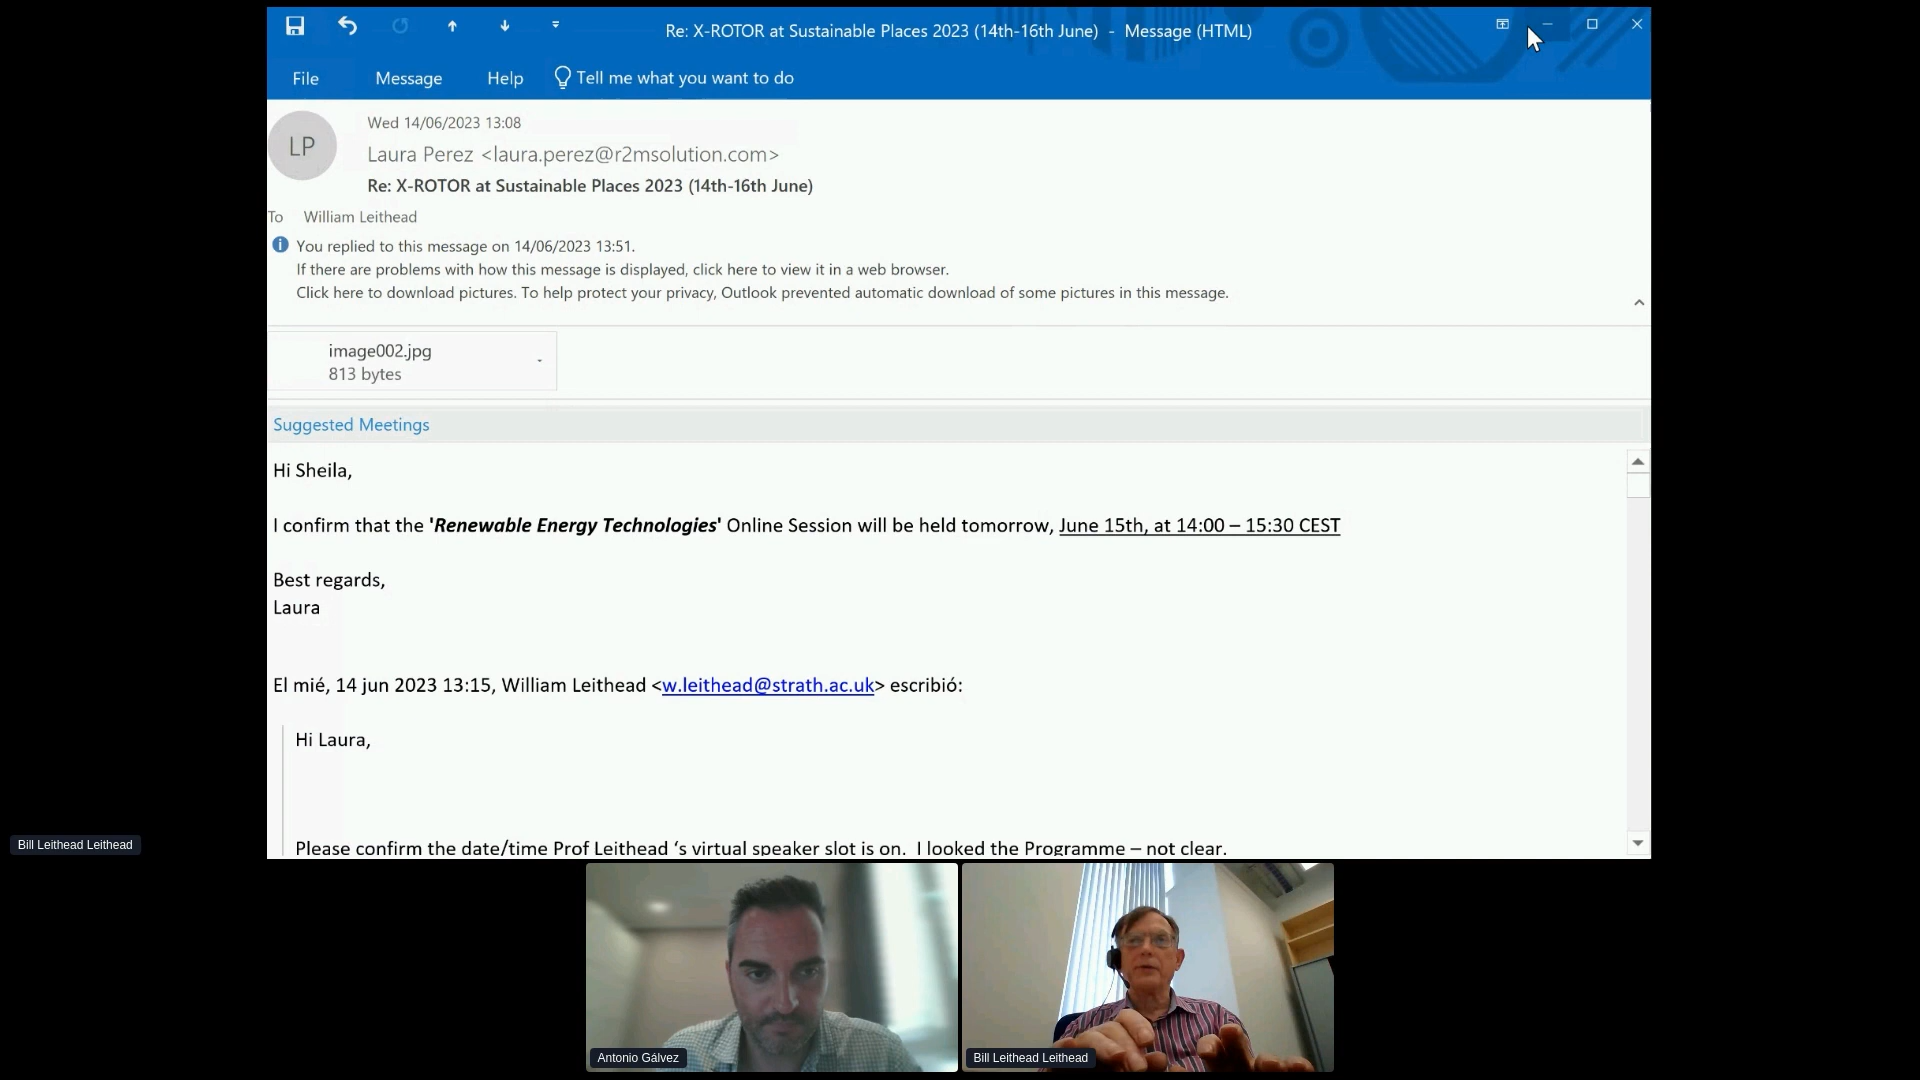 Re: X-ROTOR at Sustainable Places 2023 (14th-16th June) - Message (HTML)
File Message Help Tell me what you want to do
LP
Wed 14/06/2023 13:08
Laura Perez <laura.perez@r2msolution.com>
Re: X-ROTOR at Sustainable Places 2023 (14th-16th June)
To William Leithead
You replied to this message on 14/06/2023 13:51.
If there are problems with how this message is displayed, click here to view it in a web browser.
Click here to download pictures. To help protect your privacy, Outlook prevented automatic download of some pictures in this message.
image002.jpg
813 bytes
Suggested Meetings
Hi Sheila,
I confirm that the 'Renewable Energy Technologies' Online Session will be held tomorrow, June 15th, at 14:00 – 15:30 CEST
Best regards,
Laura
El mié, 14 jun 2023 13:15, William Leithead <w.leithead@strath.ac.uk> escribió:
Hi Laura,
Please confirm the date/time Prof Leithead ‘s virtual speaker slot is on. I looked the Programme – not clear.
Bill Leithead Leithead
Antonio Gálvez
Bill Leithead Leithead